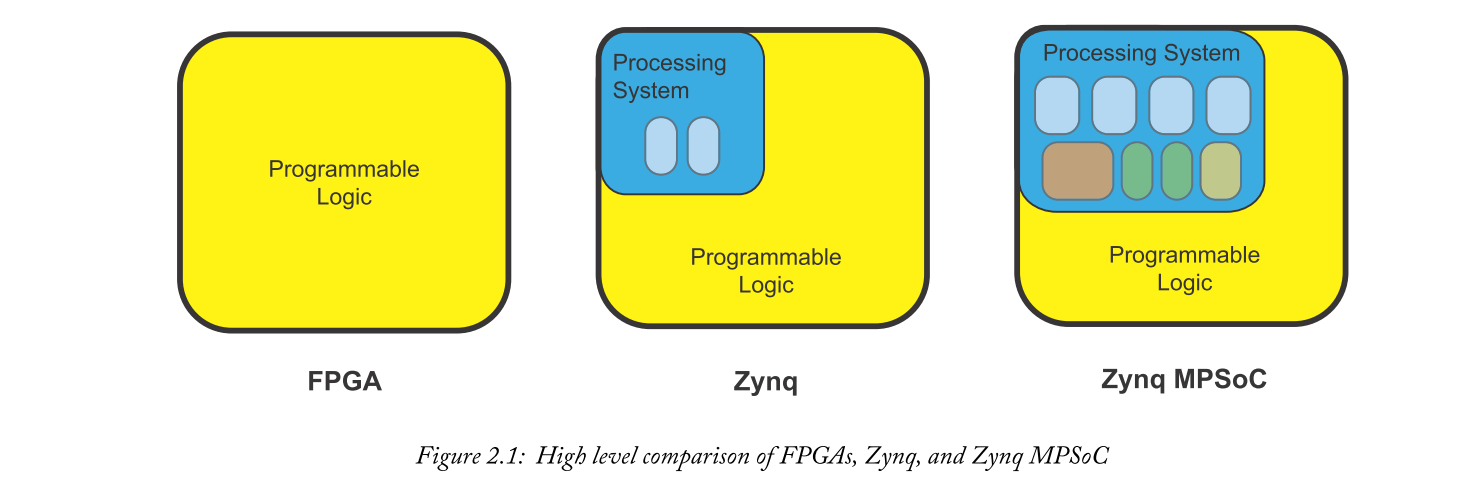 Programmable
Logic
FPGA
Processing
System
Programmable
Logic
Zynq
Processing System
Programmable
Logic
Zynq MPSoC
Figure 2.1: High level comparison of FPGAs, Zynq, and Zynq MPSoC